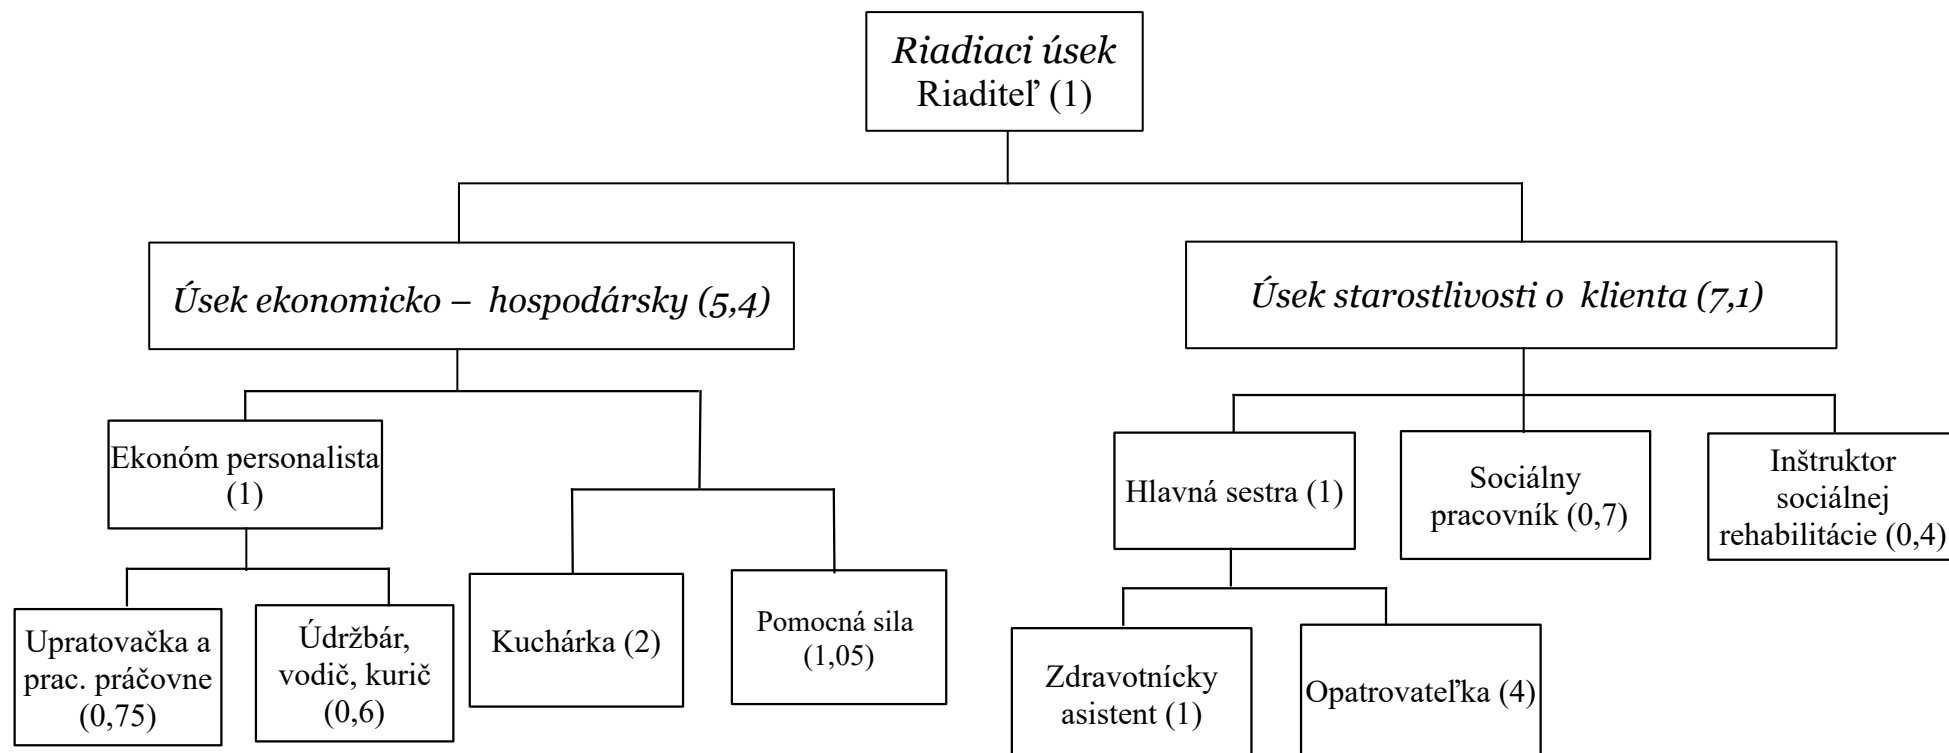 Riadiaci úsek
Riaditeľ (1)
Úsek ekonomicko – hospodársky (5,4)
Úsek starostlivosti o klienta (7,1)
Ekonóm personalista
(1)
Hlavná sestra (1)
Sociálny
pracovník (0,7)
Inštruktor
sociálnej
rehabilitácie (0,4)
Upratovačka a
prac. práčovne
(0,75)
Údržbár,
vodič, kurič
(0,6)
Kuchárka (2)
Pomocná sila
(1,05)
Zdravotnícky
asistent (1)
Opatrovateľka (4)